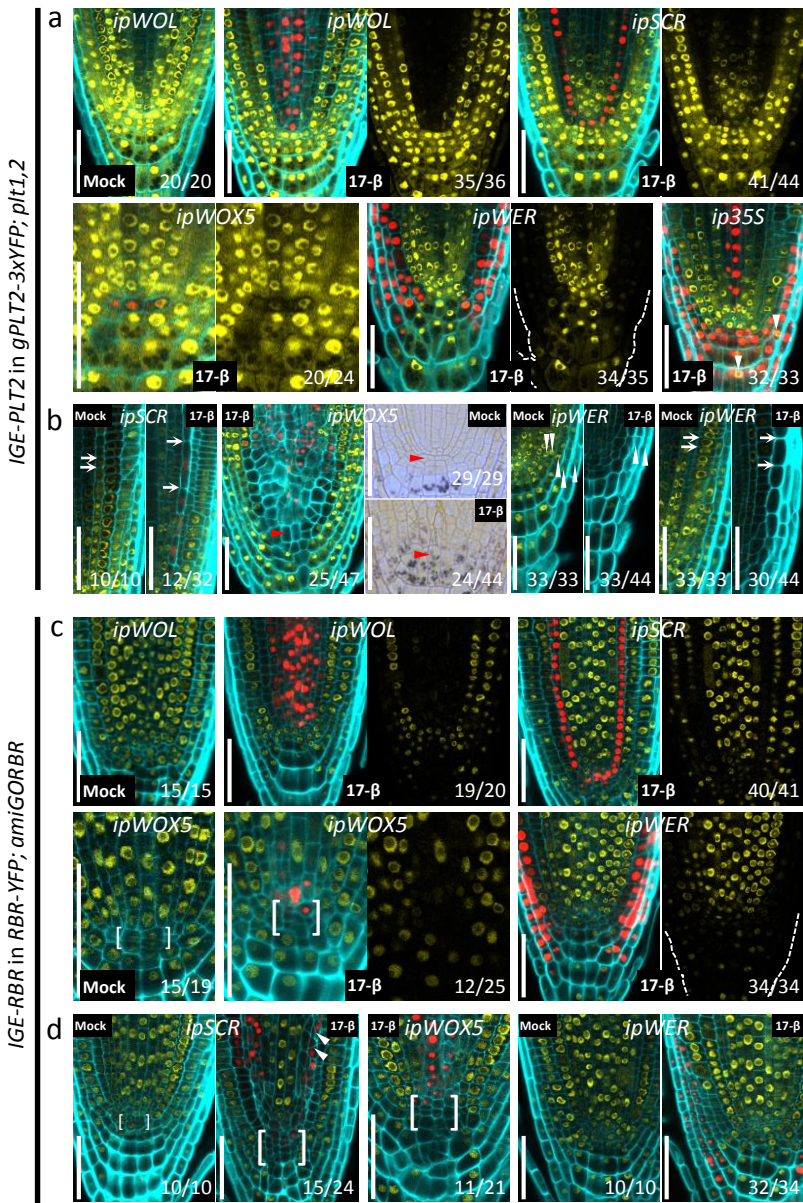 IGE-PLT2 in gPLT2-3xYFP; plt1,2
a
ipWOL
ipWOL
ipSCR
Mock
20/20
17-β
35/36
17-β
41/44
ipWOX5
ipWER
ip35S
17-β
20/24
17-β
34/35
17-β
32/33
b
Mock
ipSCR
17-β
17-β
ipWOX5
Mock
Mock
ipWER
17-β
Mock
ipWER
17-β
29/29
17-β
10/10
12/32
25/47
24/44
33/33
33/44
33/33
30/44
IGE-RBR in RBR-YFP; amiGORBR
c
ipWOL
ipWOL
ipSCR
Mock
15/15
17-β
19/20
17-β
40/41
ipWOX5
ipWOX5
ipWER
[ ]
[ ]
Mock
15/19
17-β
12/25
17-β
34/34
d
Mock
ipSCR
17-β
17-β
ipWOX5
Mock
ipWER
17-β
[ ]
[ ]
[ ]
10/10
15/24
11/21
10/10
32/34